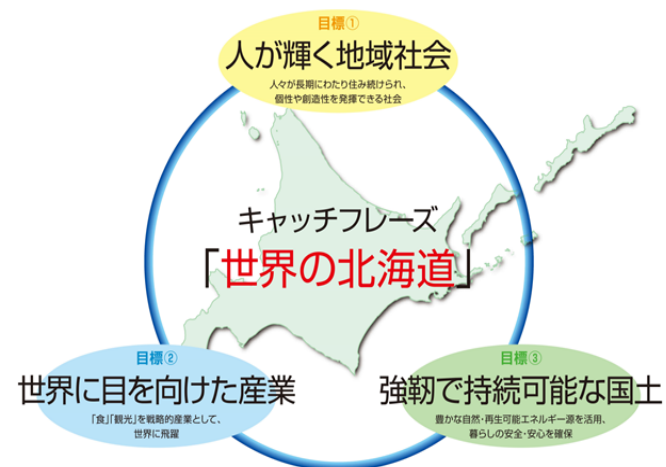 目標①
人が輝く地域社会
人々が長期にわたり住み続けられ、
個性や創造性を発揮できる社会
キャッチフレーズ
「世界の北海道」
目標②
世界に目を向けた産業
「食」「観光」を戦略的産業として、
世界に飛躍
目標③
強靭で持続可能な国土
豊かな自然・再生可能エネルギー源を活用、
暮らしの安全・安心を確保